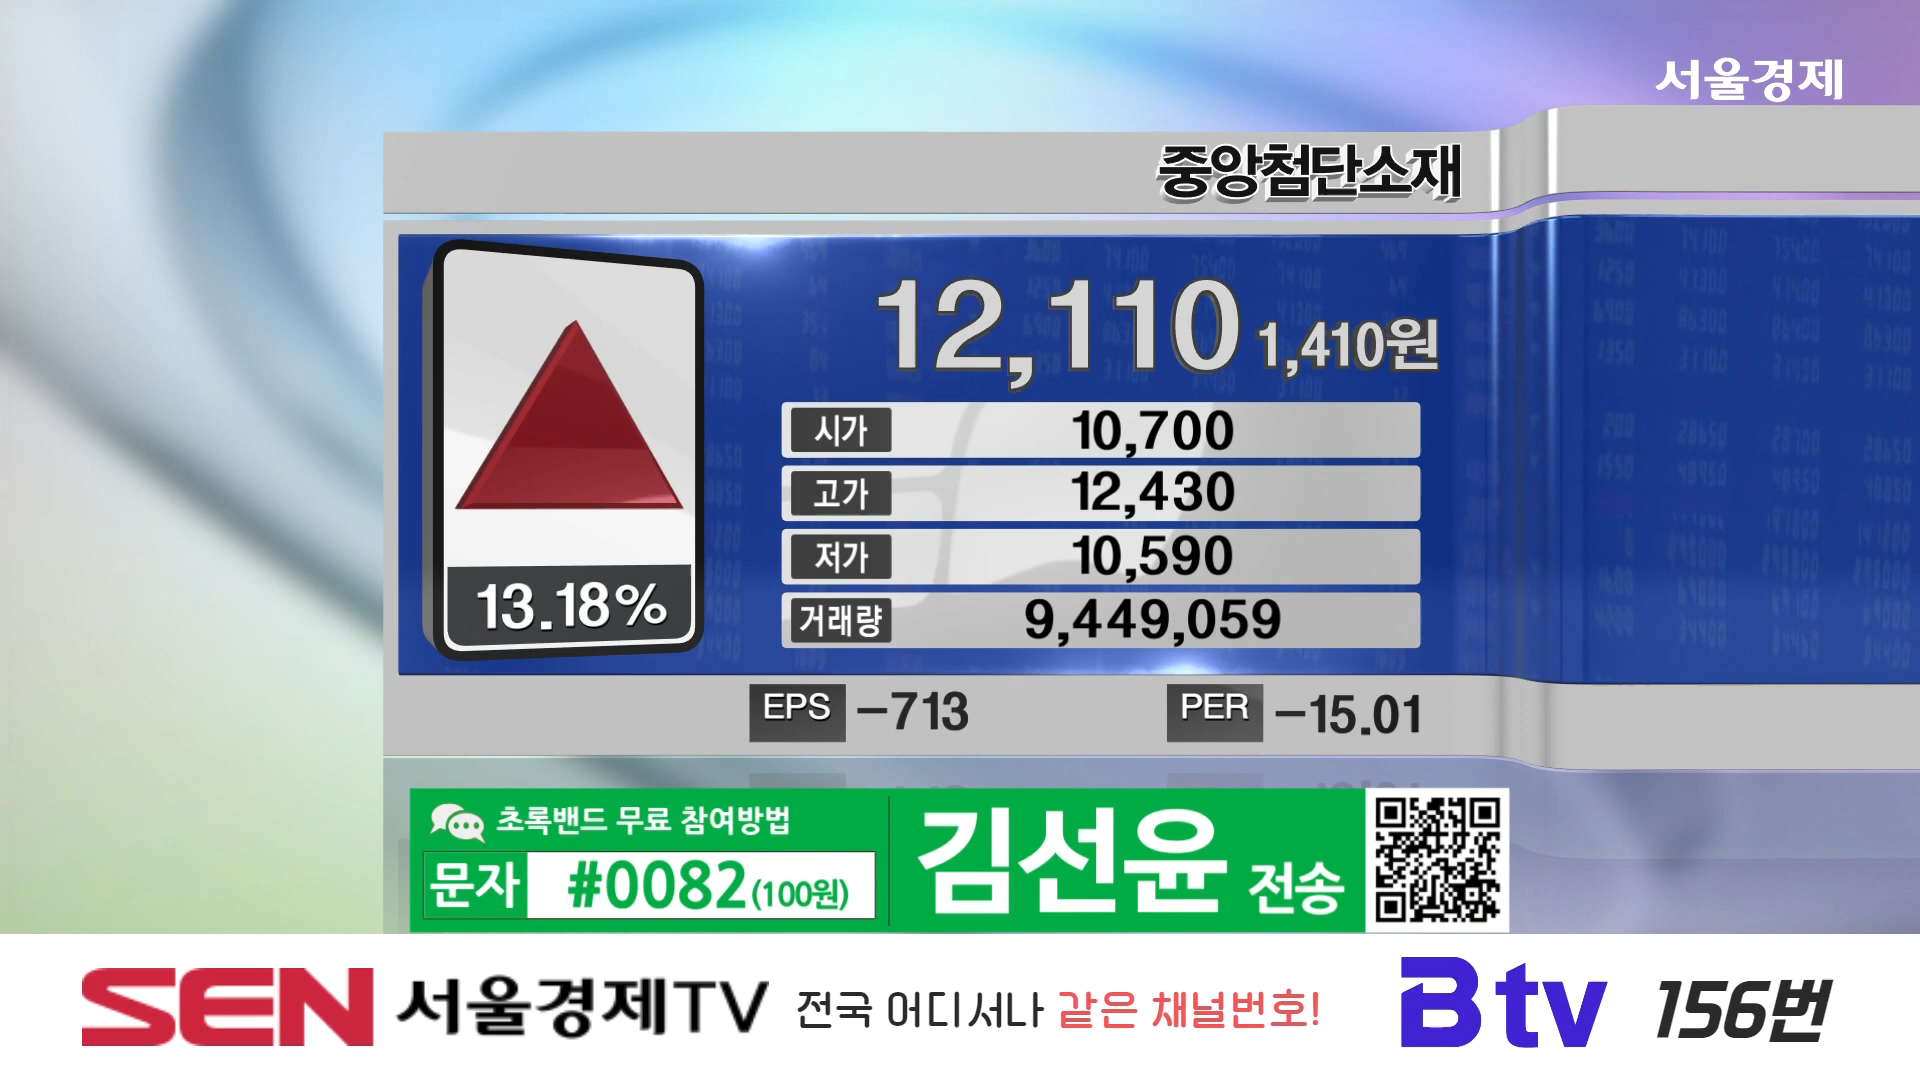 서울경제
중앙첨단소재
12,110 1,410원
시가 10,700
고가 12,430
저가 10,590
거래량 9,449,059
13.18%
EPS -713 PER -15.01
초록밴드 무료 참여방법
문자 #0082(100원)
김선윤 전송
SEN 서울경제TV 전국 어디서나 같은 채널번호! B tv 156번